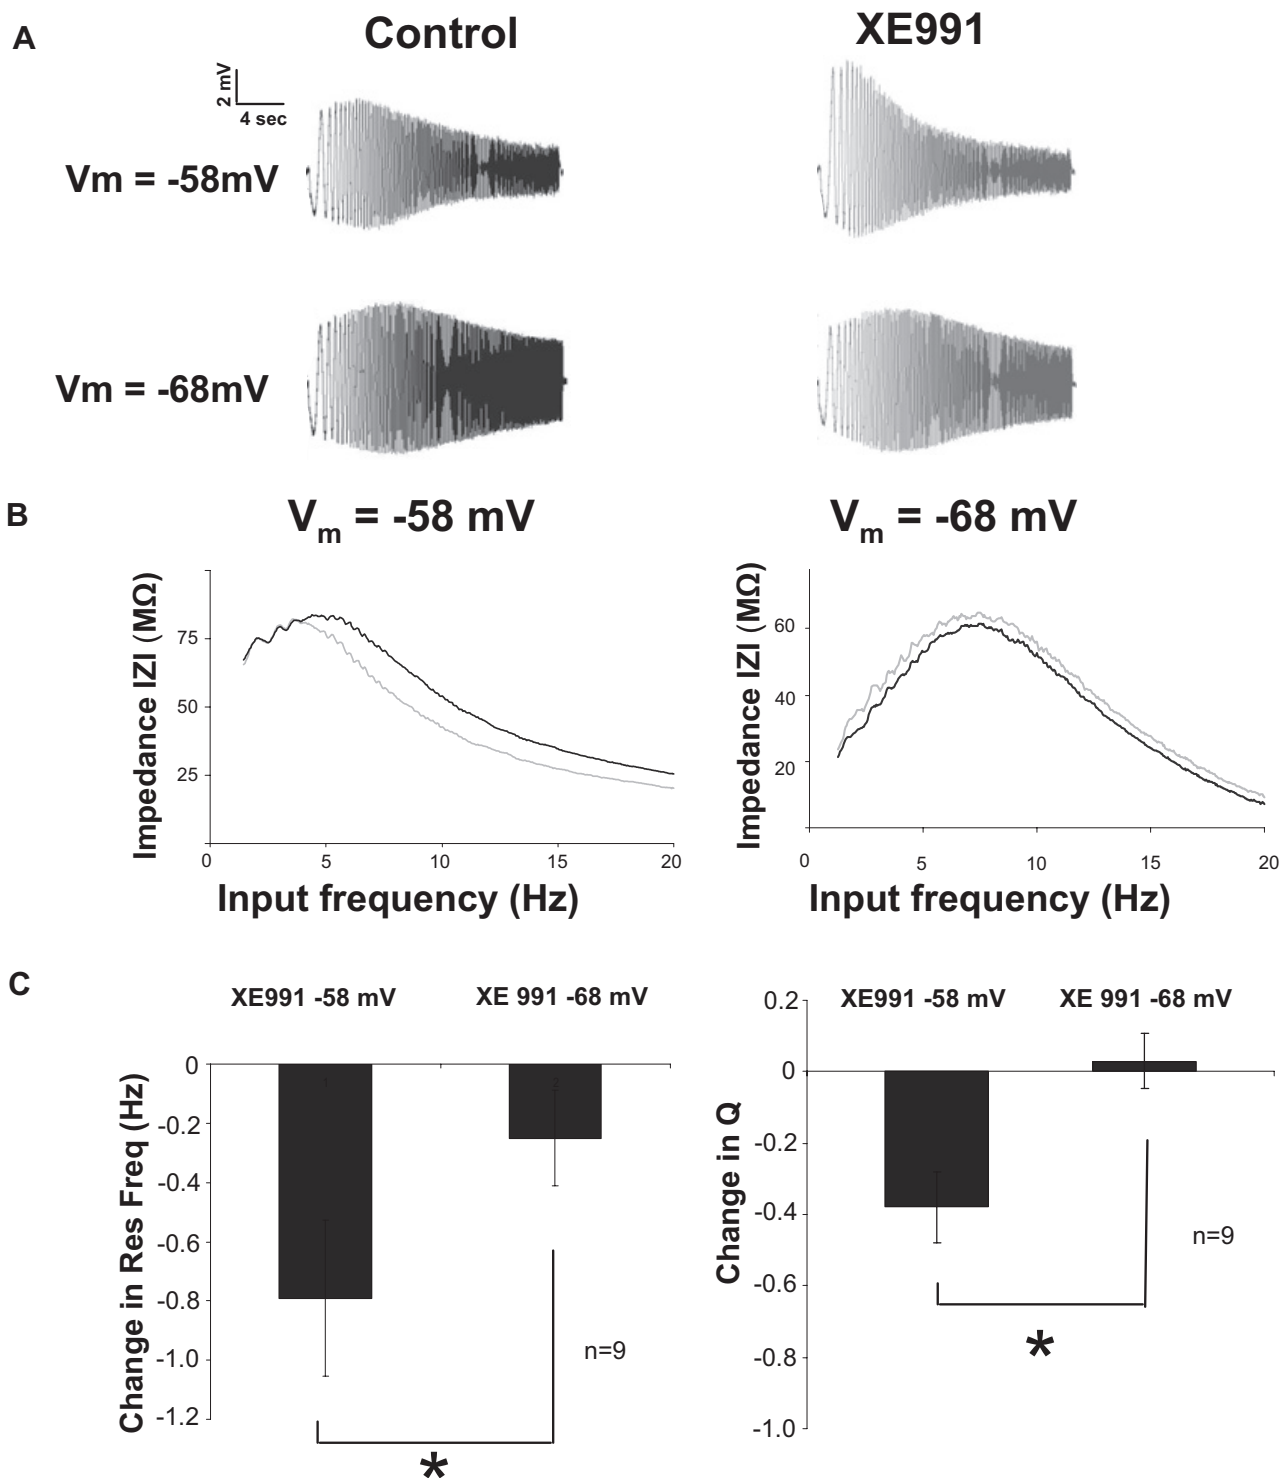 A
Control
XE991
2 mV
4 sec
Vm = -58mV
Vm = -68mV
B
Vm = -58 mV
Vm = -68 mV
Impedance IZI (MΩ)
75
50
25
0 5 10 15 20
Input frequency (Hz)
Impedance IZI (MΩ)
60
40
20
0 5 10 15 20
Input frequency (Hz)
C
XE991 -58 mV
XE 991 -68 mV
Change in Res Freq (Hz)
0
-0.2
-0.4
-0.6
-0.8
-1.0
-1.2
1
2
n=9
*
XE991 -58 mV
XE 991 -68 mV
Change in Q
0.2
0
-0.2
-0.4
-0.6
-0.8
-1.0
n=9
*